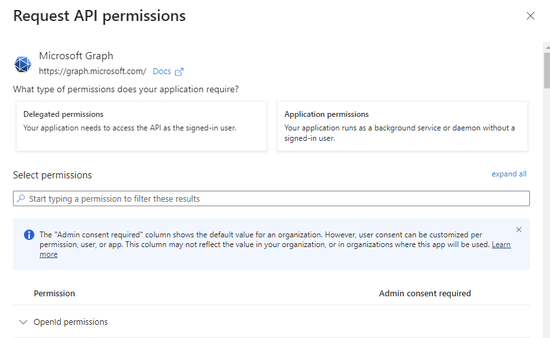 Request API permissions
Microsoft Graph
https://graph.microsoft.com/ Docs
What type of permissions does your application require?
Delegated permissions
Your application needs to access the API as the signed-in user.
Application permissions
Your application runs as a background service or daemon without a
signed-in user.
Select permissions
expand all
Start typing a permission to filter these results
The "Admin consent required" column shows the default value for an organization. However, user consent can be customized per
permission, user, or app. This column may not reflect the value in your organization, or in organizations where this app will be used. Learn
more
Permission Admin consent required
OpenId permissions